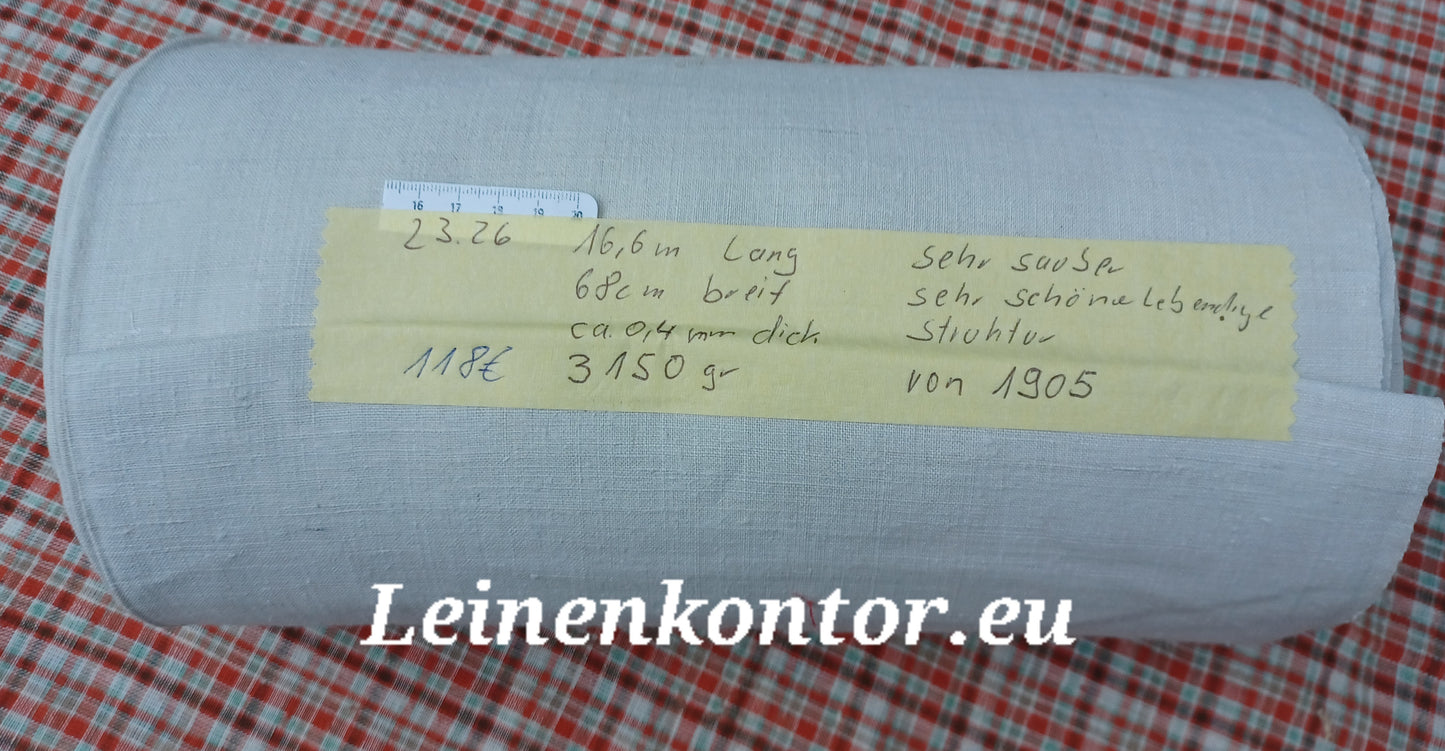 16 17 18 19 20
23.26 16,6m Lang sehr sauber
68cm breit sehr schöne Lebendige
ca. 0,4 mm dick Struktur
118€ 3150 gr von 1905
Leinenkontor.eu